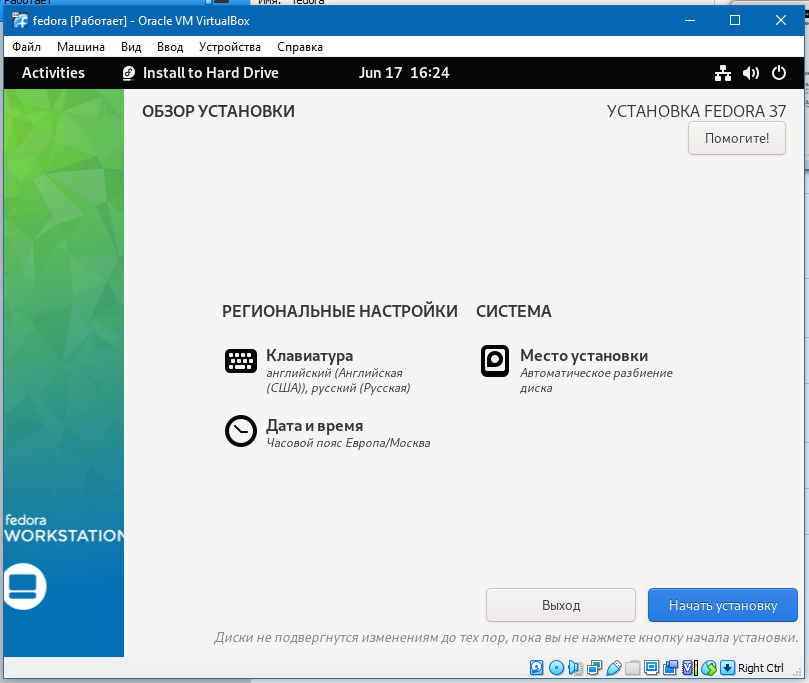 Работает
Имя: fedora
fedora [Работает] - Oracle VM VirtualBox
Файл Машина Вид Ввод Устройства Справка
Activities Install to Hard Drive Jun 17 16:24
ОБЗОР УСТАНОВКИ УСТАНОВКА FEDORA 37
Помогите!
РЕГИОНАЛЬНЫЕ НАСТРОЙКИ СИСТЕМА
Клавиатура Место установки
английский (Английская Автоматическое разбиение
(США)), русский (Русская) диска
Дата и время
Часовой пояс Европа/Москва
fedora
WORKSTATION
Выход Начать установку
Диски не подвергнутся изменениям до тех пор, пока вы не нажмете кнопку начала установки.
Right Ctrl